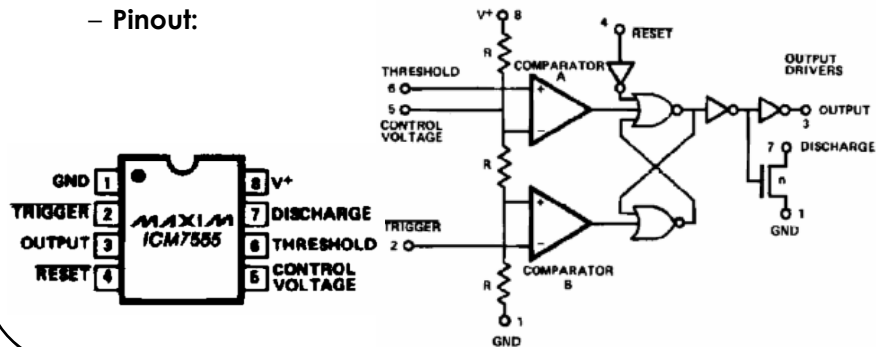 – Pinout:
GND 1
TRIGGER 2
OUTPUT 3
RESET 4
MAXIM
ICM7555
8 V+
7 DISCHARGE
6 THRESHOLD
5 CONTROL
VOLTAGE
V+ 8
R
THRESHOLD
6
5
CONTROL
VOLTAGE
COMPARATOR
A
+
–
4
RESET
OUTPUT
DRIVERS
OUTPUT
3
7 DISCHARGE
n
1
GND
R
+
–
TRIGGER
2
COMPARATOR
B
R
1
GND